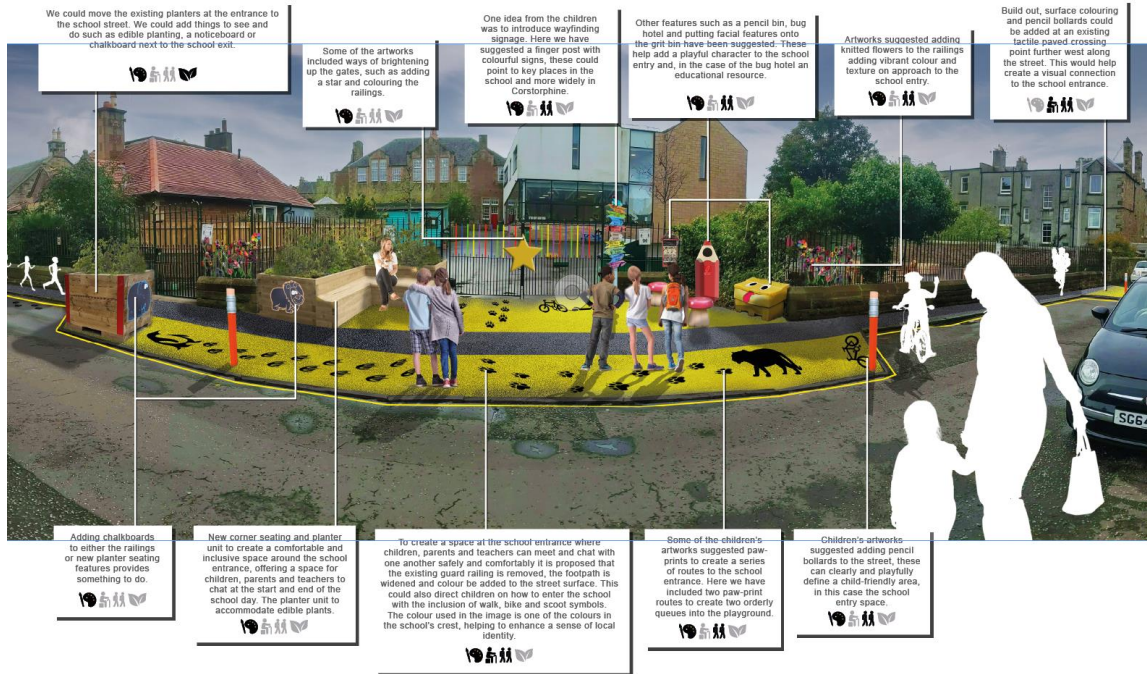 We could move the existing planters at the entrance to
the school street. We could add things to see and
do such as edible planting, a noticeboard or
chalkboard next to the school exit.
Some of the artworks
included ways of brightening
up the gates, such as adding
a star and colouring the
railings.
One idea from the children
was to introduce wayfinding
signage. Here we have
suggested a finger post with
colourful signs, these could
point to key places in the
school and more widely in
Corstorphine.
Other features such as a pencil bin, bug
hotel and putting facial features onto
the grit bin have been suggested. These
help add a playful character to the school
entry and, in the case of the bug hotel an
educational resource.
Artworks suggested adding
knitted flowers to the railings
adding vibrant colour and
texture on approach to the
school entry.
Build out, surface colouring
and pencil bollards could
be added at an existing
tactile paved crossing
point further west along
the street. This would help
create a visual connection
to the school entrance.
SG64
Adding chalkboards
to either the railings
or new planter seating
features provides
something to do.
New corner seating and planter
unit to create a comfortable and
inclusive space around the school
entrance, offering a space for
children, parents and teachers to
chat at the start and end of the
school day. The planter unit to
accommodate edible plants.
To create a space at the school entrance where
children, parents and teachers can meet and chat with
one another safely and comfortably it is proposed that
the existing guard railing is removed, the footpath is
widened and colour be added to the street surface. This
could also direct children on how to enter the school
with the inclusion of walk, bike and scoot symbols.
The colour used in the image is one of the colours in
the school's crest, helping to enhance a sense of local
identity.
Some of the children's
artworks suggested paw-
prints to create a series
of routes to the school
entrance. Here we have
included two paw-print
routes to create two orderly
queues into the playground.
Children's artworks
suggested adding pencil
bollards to the street, these
can clearly and playfully
define a child-friendly area,
in this case the school
entry space.